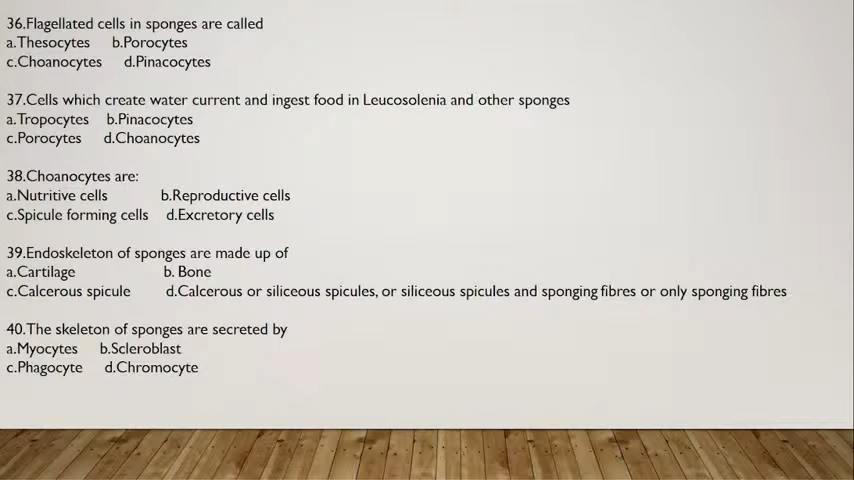 36.Flagellated cells in sponges are called
a.Thesocytes b.Porocytes
c.Choanocytes d.Pinacocytes
37.Cells which create water current and ingest food in Leucosolenia and other sponges
a.Tropocytes b.Pinacocytes
c.Porocytes d.Choanocytes
38.Choanocytes are:
a.Nutritive cells b.Reproductive cells
c.Spicule forming cells d.Excretory cells
39.Endoskeleton of sponges are made up of
a.Cartilage b. Bone
c.Calcerous spicule d.Calcerous or siliceous spicules, or siliceous spicules and sponging fibres or only sponging fibres
40.The skeleton of sponges are secreted by
a.Myocytes b.Scleroblast
c.Phagocyte d.Chromocyte